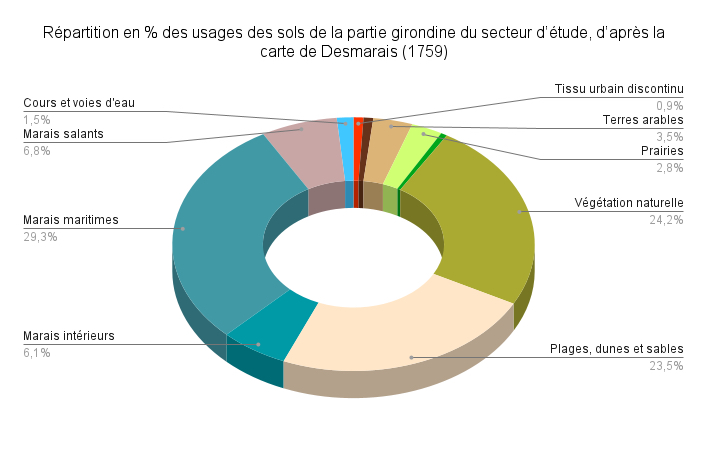 Répartition en % des usages des sols de la partie girondine du secteur d'étude, d'après la
carte de Desmarais (1759)
Cours et voies d'eau
1,5%
Marais salants
6,8%
Marais maritimes
29,3%
Marais intérieurs
6,1%
Tissu urbain discontinu
0,9%
Terres arables
3,5%
Prairies
2,8%
Végétation naturelle
24,2%
Plages, dunes et sables
23,5%